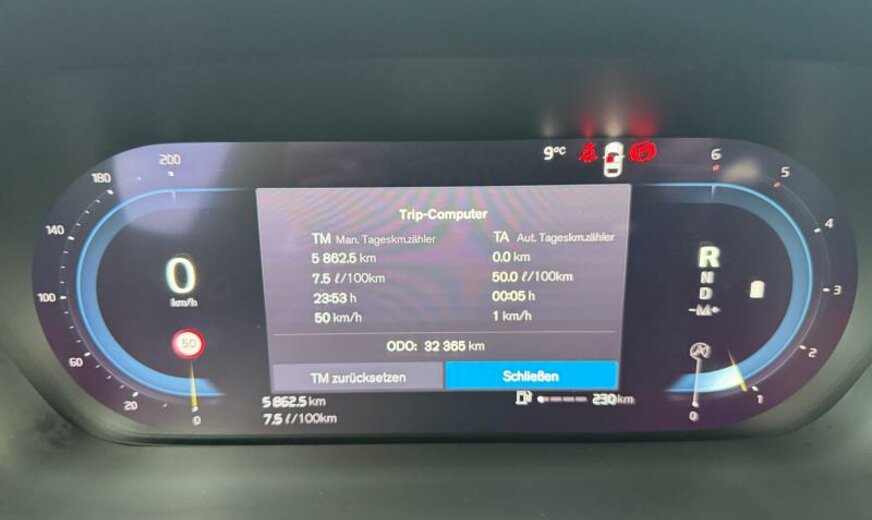 9°C
200
180
140
100
60
20
0
0
km/h
50
Trip-Computer
TM Man. Tageskm.zähler
5 862.5 km
7.5 ℓ/100km
23:53 h
50 km/h
TA Aut. Tageskm.zähler
0.0 km
50.0 ℓ/100km
00:05 h
1 km/h
ODO: 32 365 km
TM zurücksetzen
Schließen
5 862.5 km
7.5 ℓ/100km
230km
6
5
4
3
2
1
0
R
N
D
-M+
A
P